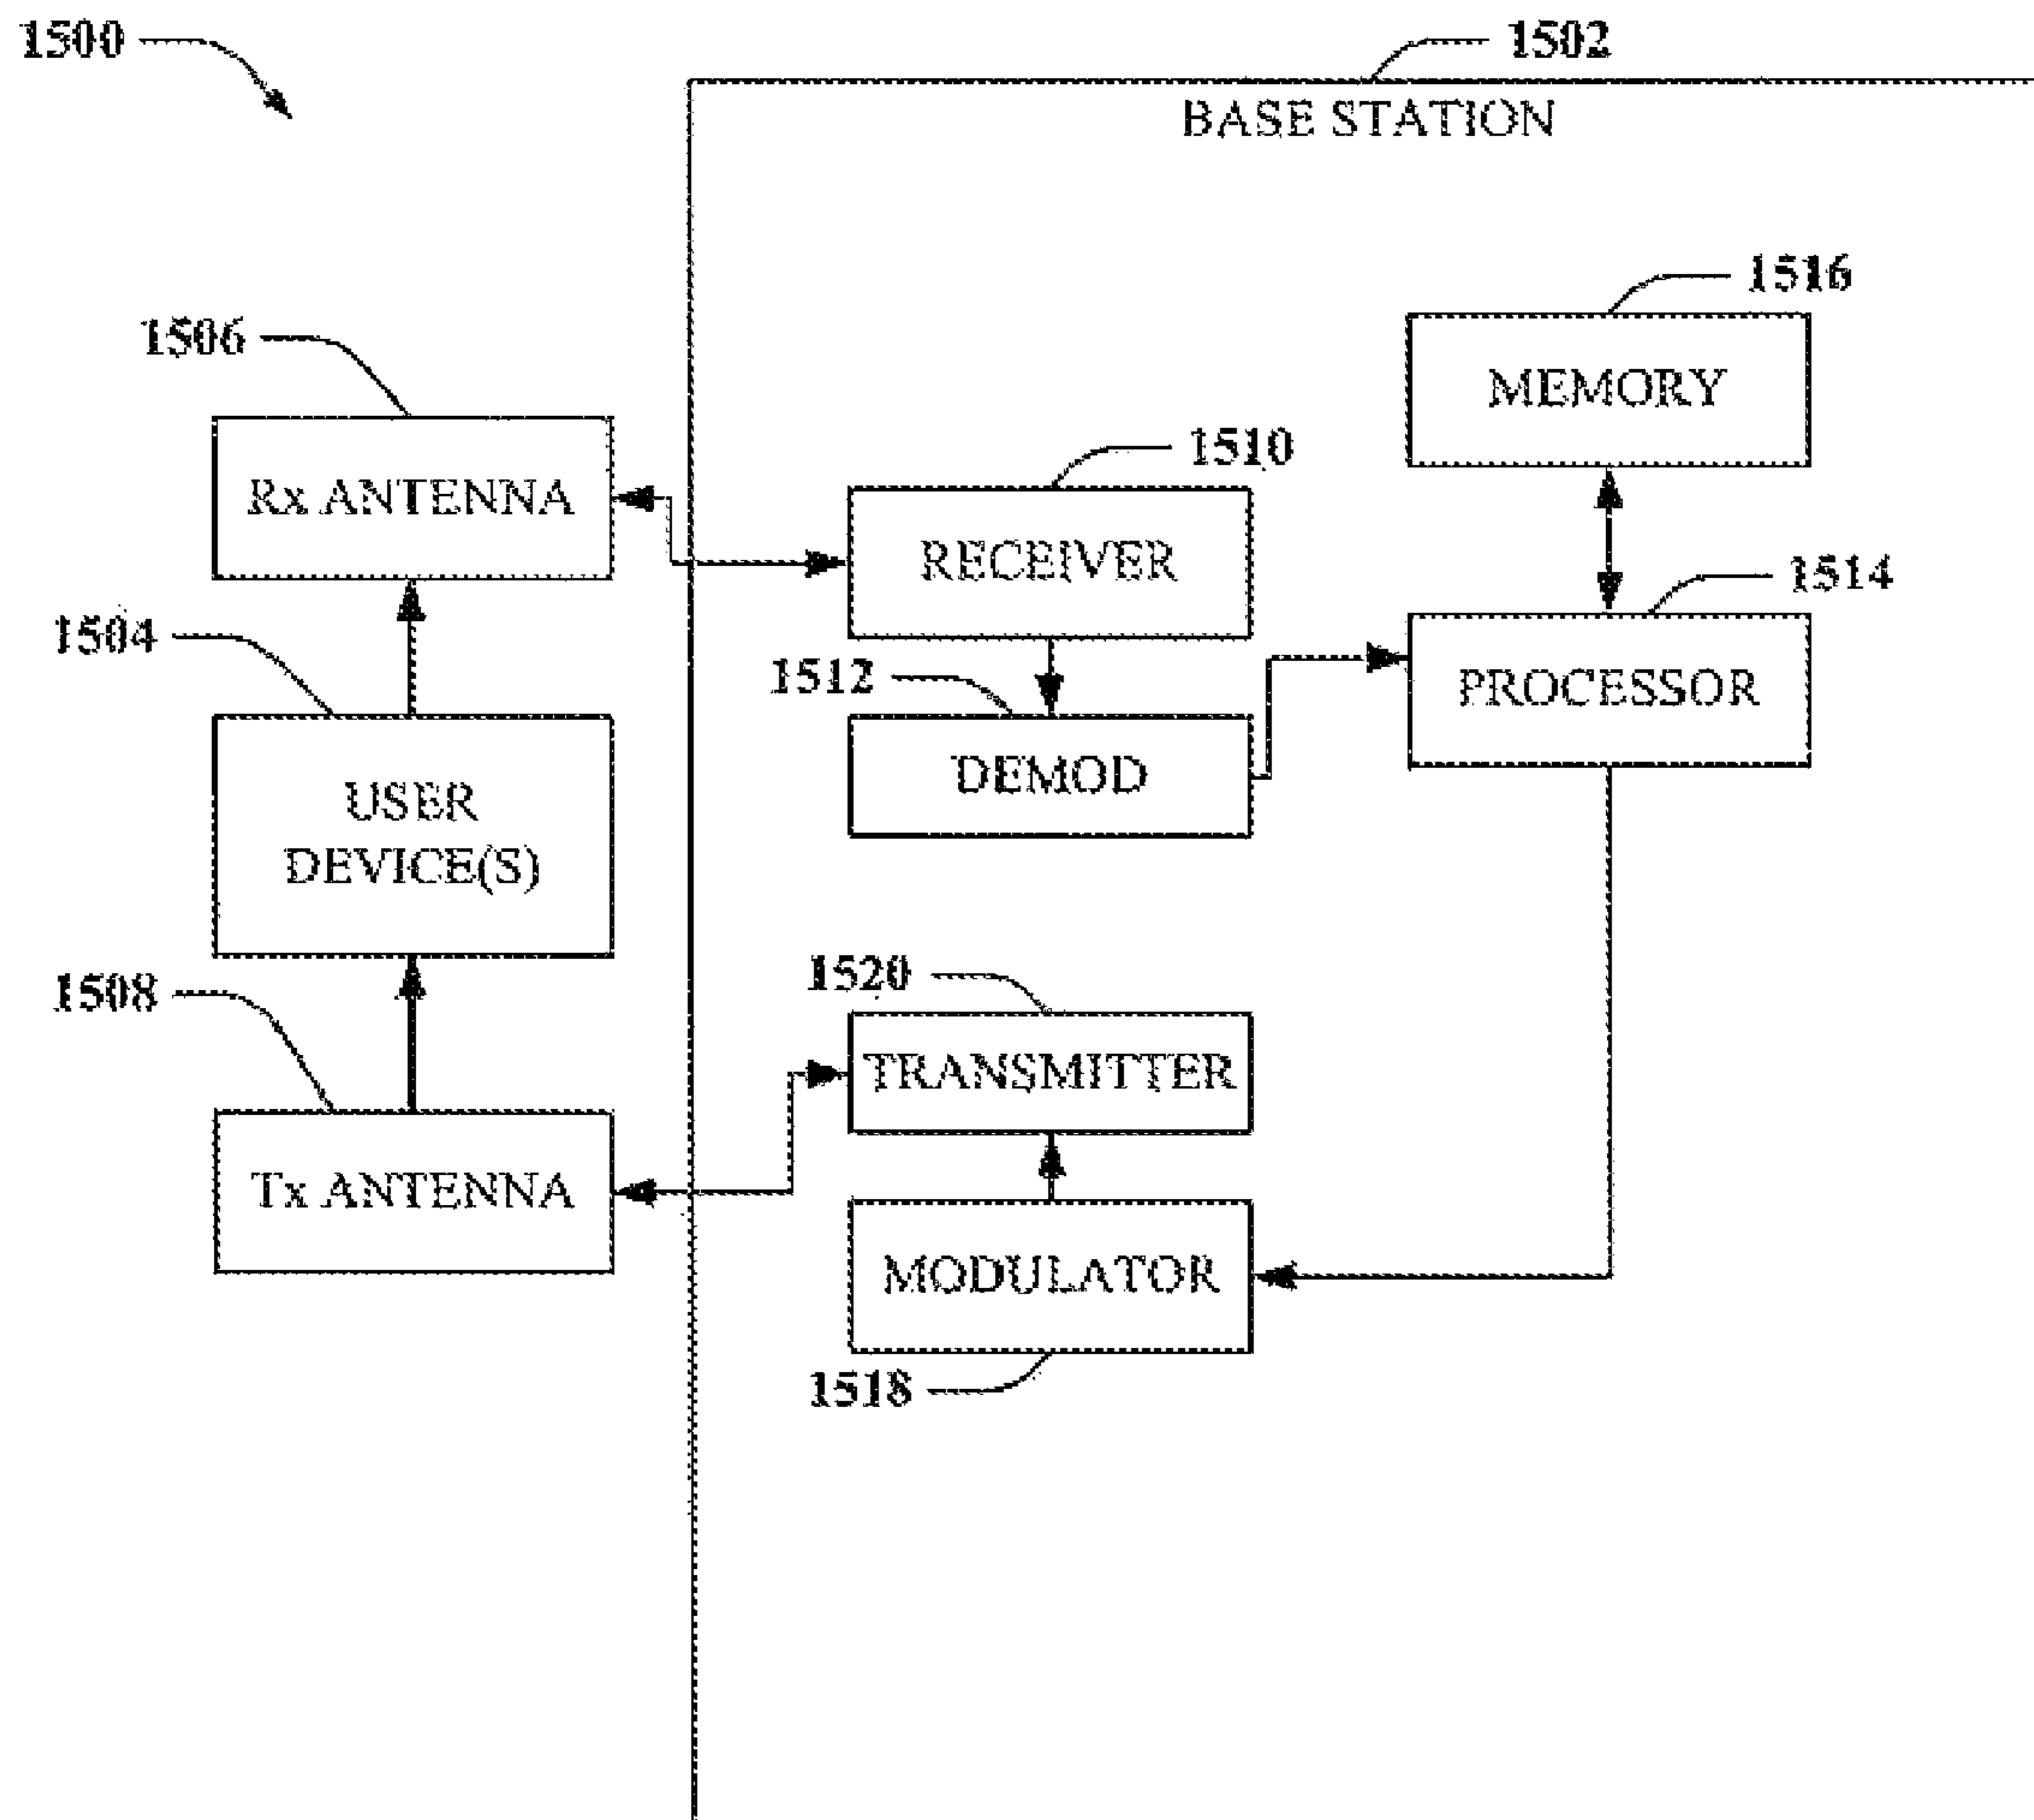 1500
1502
BASE STATION
1516
MEMORY
1506
Rx ANTENNA
1510
RECEIVER
1514
PROCESSOR
1504
USER
DEVICE(S)
1512
DEMOD
1508
Tx ANTENNA
1520
TRANSMITTER
MODULATOR
1518